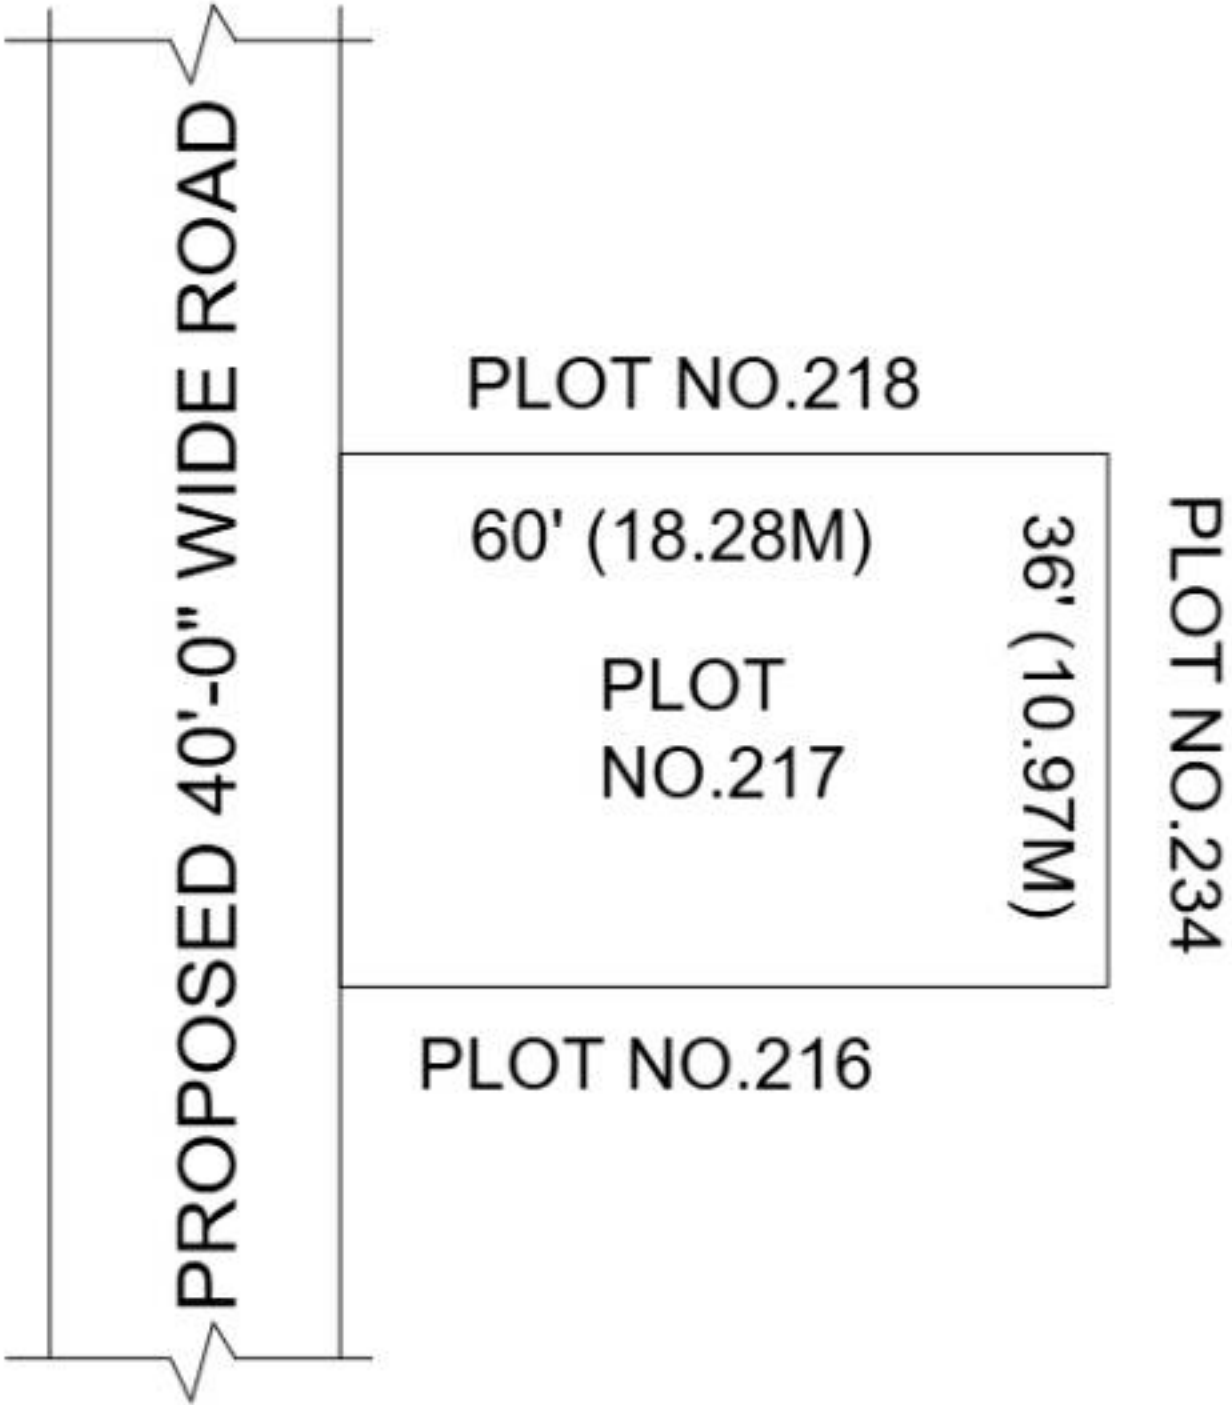 PROPOSED 40'-0" WIDE ROAD
PLOT NO.218
60' (18.28M)
36' (10.97M)
PLOT
NO.217
PLOT NO.234
PLOT NO.216